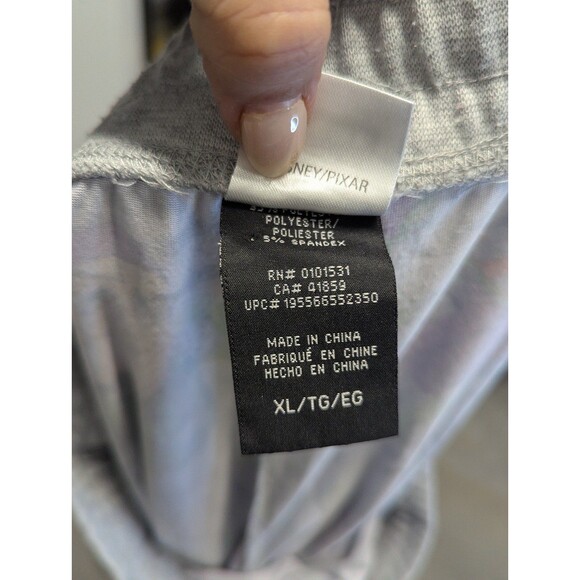 NEY/PIXAR
POLYESTER/
POLIESTER
5% SPANDEX
RN# 0101531
CA# 41859
UPC# 195566552350
MADE IN CHINA
FABRIQUÉ EN CHINE
HECHO EN CHINA
XL/TG/EG